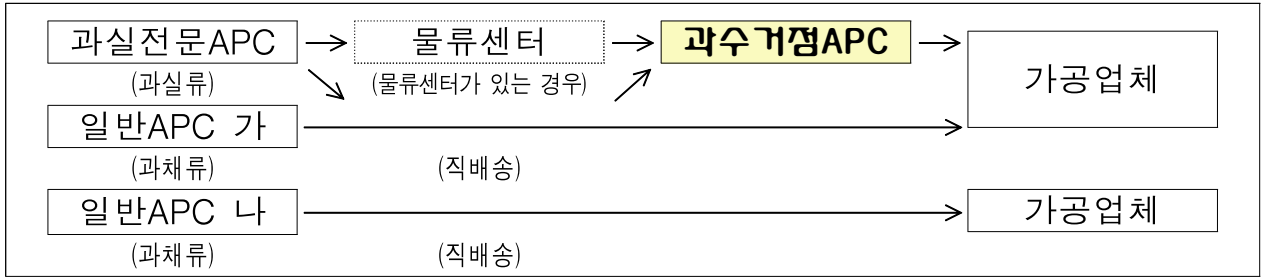 과실전문APC 물류센터 과수거점APC 가공업체
(과실류) (물류센터가 있는 경우)
일반APC 가
(과채류) (직배송)
일반APC 나 가공업체
(과채류) (직배송)